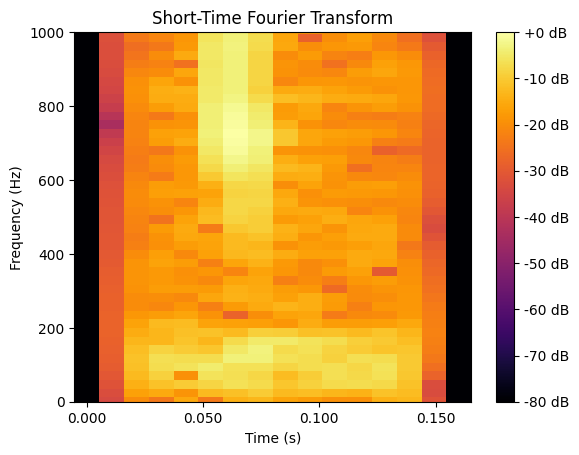 Short-Time Fourier Transform
1000
800
600
400
200
0
Frequency (Hz)
0.000
0.050
0.100
0.150
Time (s)
+0 dB
-10 dB
-20 dB
-30 dB
-40 dB
-50 dB
-60 dB
-70 dB
-80 dB